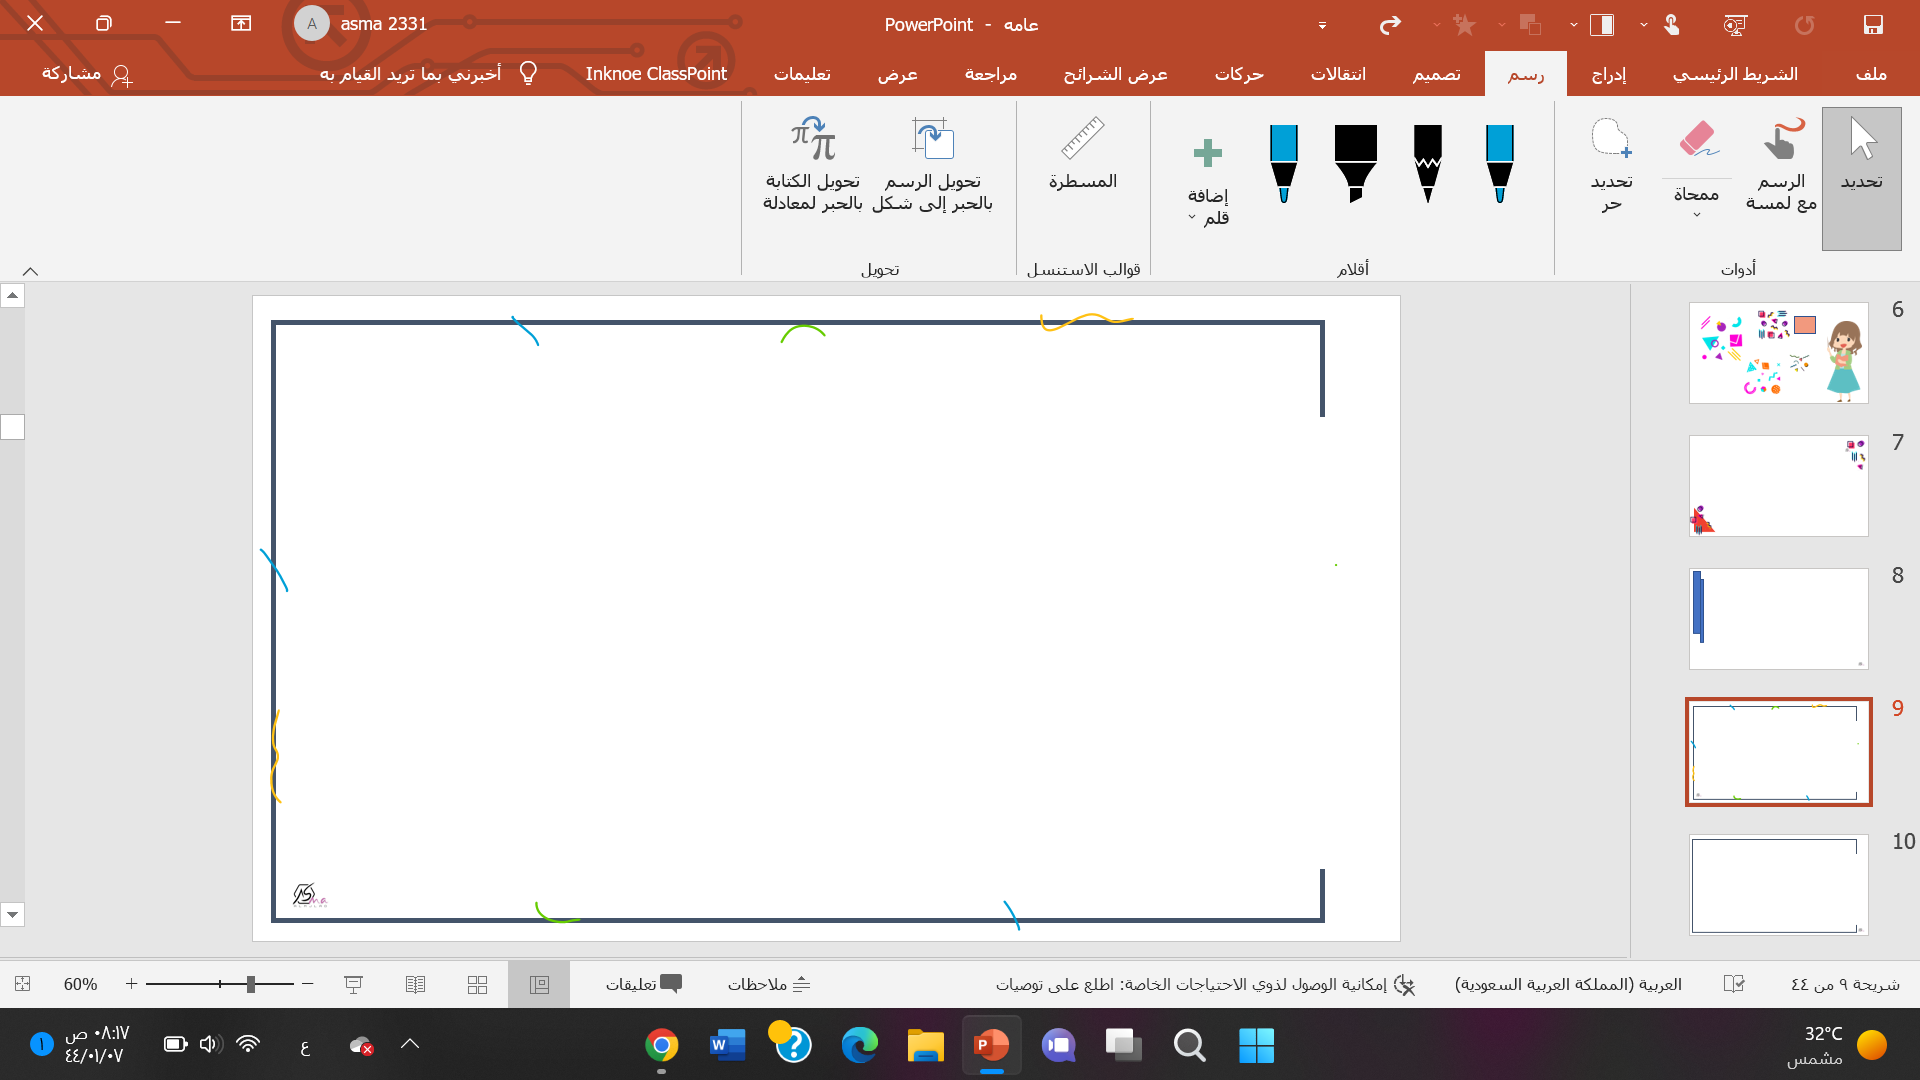 عامه - PowerPoint
asma 2331
A
ملف
الشريط الرئيسي
إدراج
رسم
تصميم
انتقالات
حركات
عرض الشرائح
مراجعة
عرض
تعليمات
Inknoe ClassPoint
أخبرني بما تريد القيام به
مشاركة
تحديد
الرسم
مع لمسة
ممحاة
تحديد
حر
أدوات
إضافة
قلم
أقلام
المسطرة
قوالب الاستنسل
تحويل الرسم
بالحبر إلى شكل
تحويل الكتابة
بالحبر لمعادلة
تحويل
6
7
8
9
10
شريحة ٩ من ٤٤
العربية (المملكة العربية السعودية)
إمكانية الوصول لذوي الاحتياجات الخاصة: اطلع على توصيات
ملاحظات
تعليقات
60%
32°C
مشمس
ع
٠٨:١٧ ص
٤٤/٠١/٠٧
١